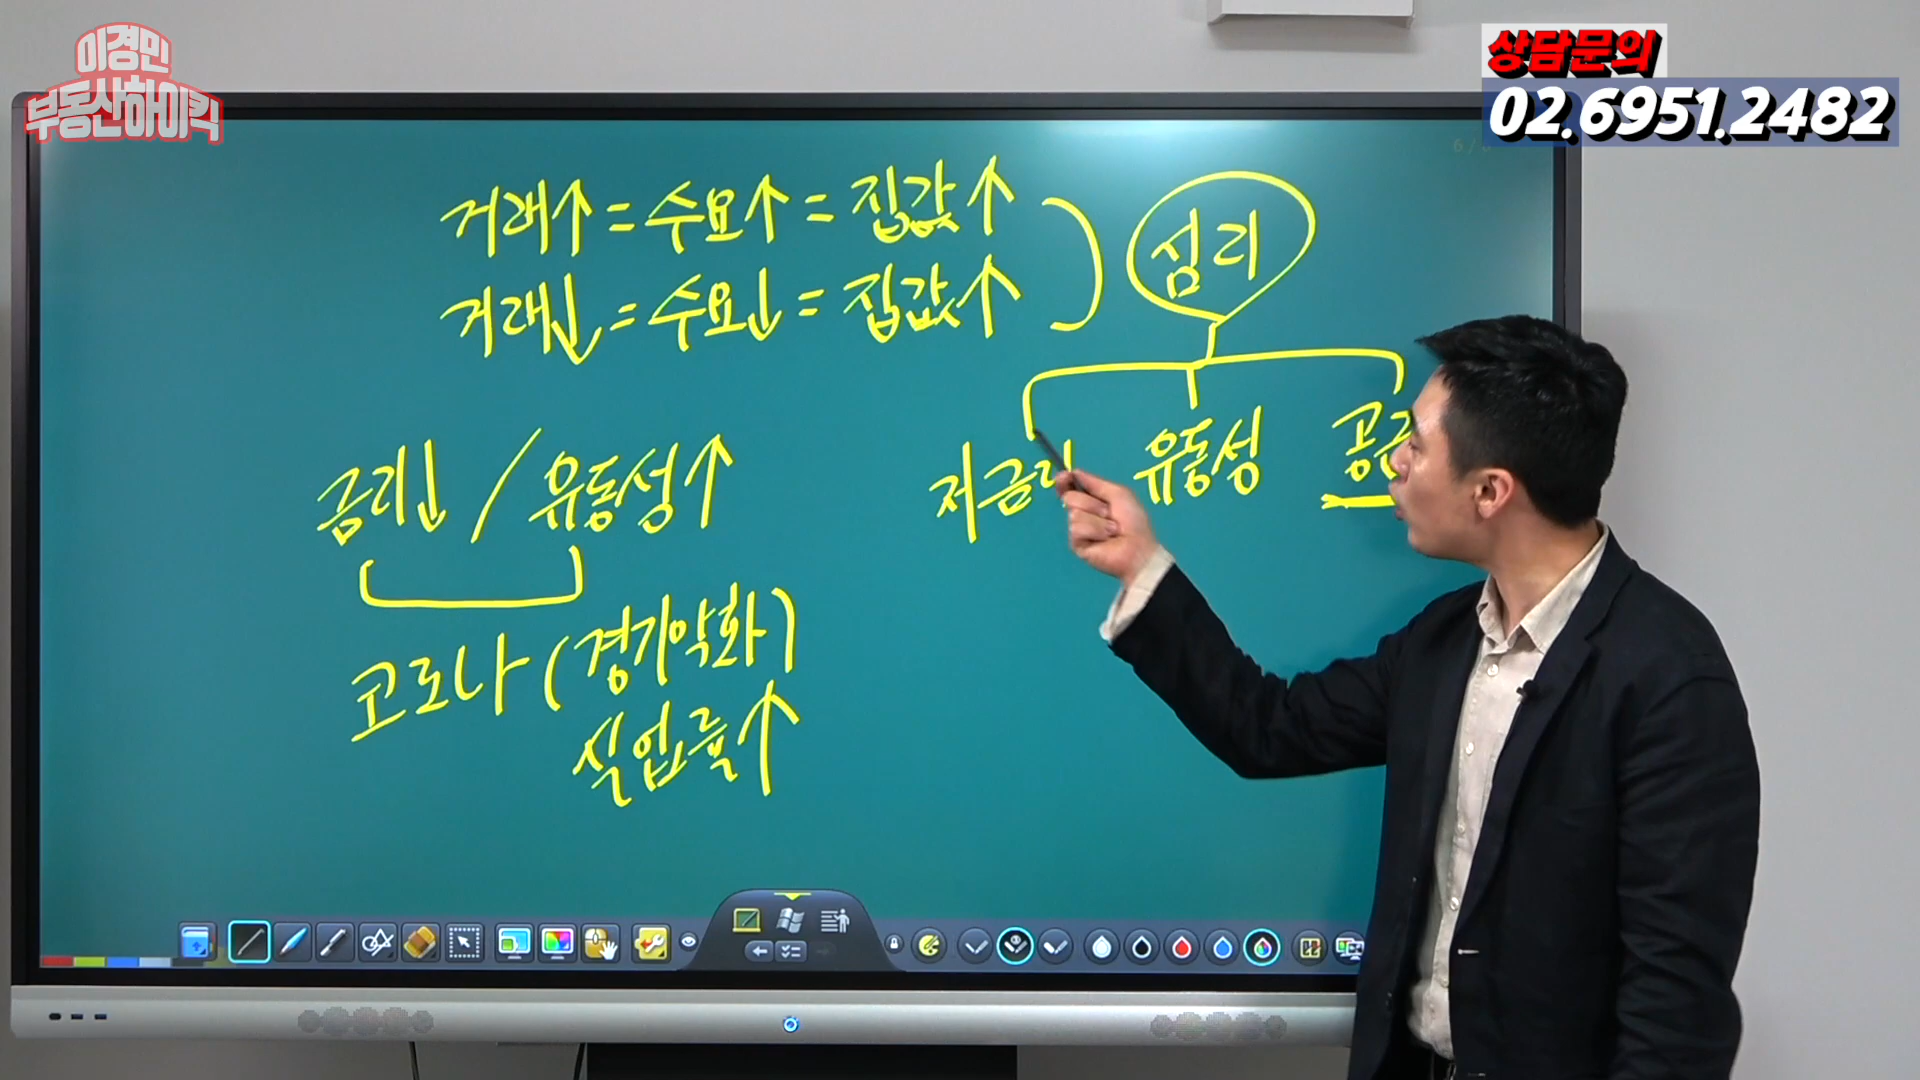 이경민
부동산하이킥
상담문의
02.6951.2482
거래↑ = 수요↑ = 집값↑
거래↓ = 수요↓ = 집값↑
심리
저금리 유동성
금리↓ / 유동성↑
코로나 (경기악화)
실업률↑